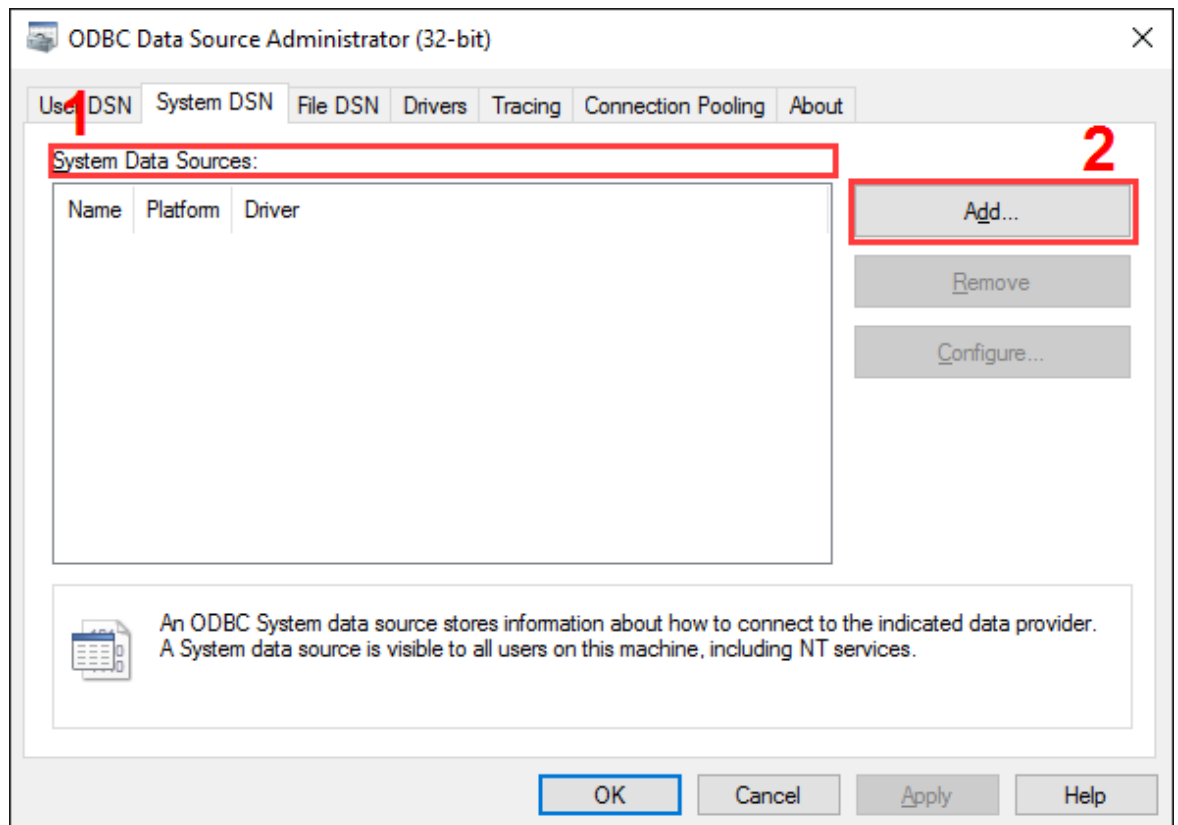 ODBC Data Source Administrator (32-bit)
User DSN System DSN File DSN Drivers Tracing Connection Pooling About
1
2
System Data Sources:
Name Platform Driver
Add...
Remove
Configure...
An ODBC System data source stores information about how to connect to the indicated data provider.
A System data source is visible to all users on this machine, including NT services.
OK Cancel Apply Help